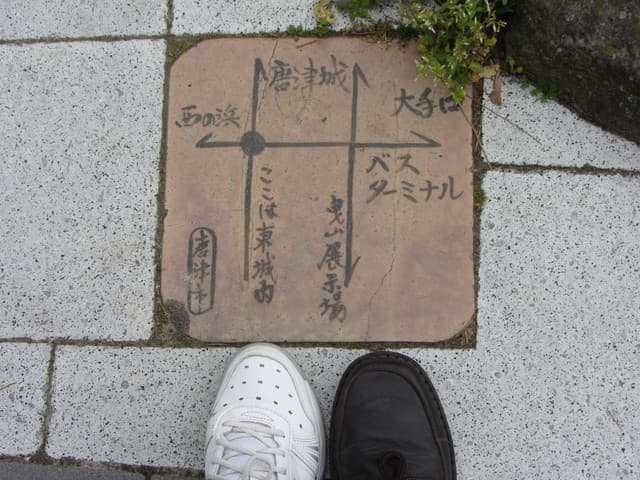 唐津城
大手口
西の浜
バス
ターミナル
ここは東城内
曳山展示場
唐津市